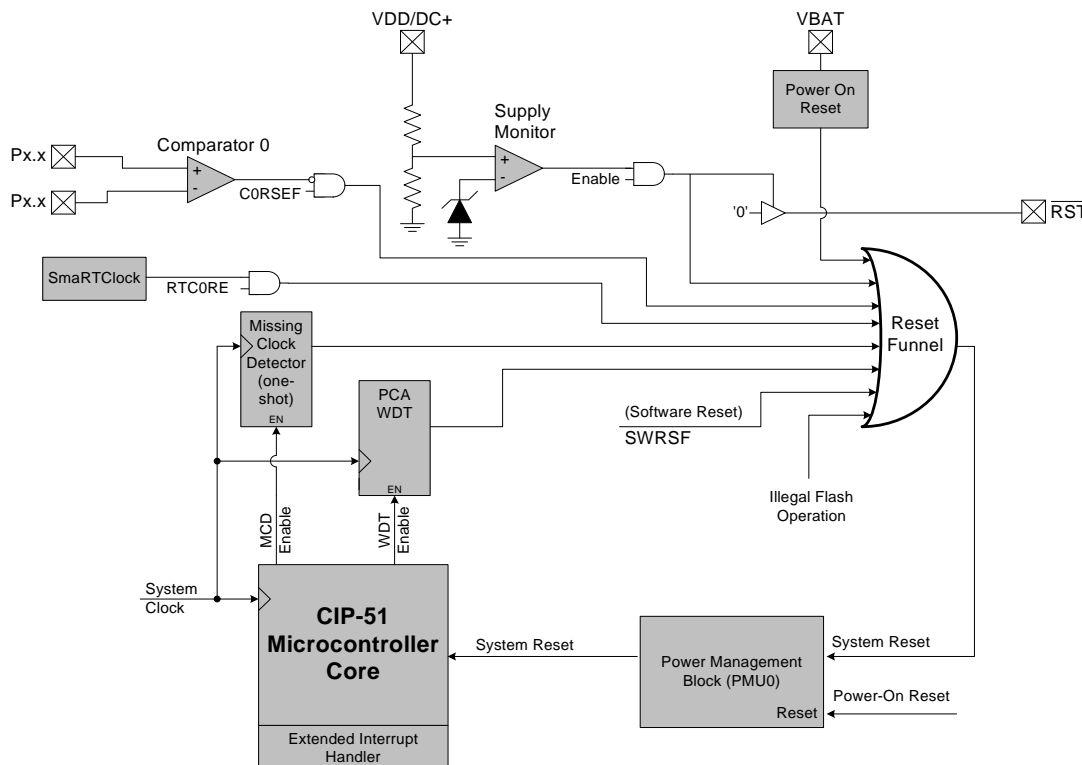 VDD/DC+
VBAT
Power On
Reset
Supply
Monitor
Comparator 0
Px.x
+
-
Px.x
C0RSEF
+
-
Enable
'0'
RST
SmaRTClock
RTC0RE
Missing
Clock
Detector
(one-
shot)
EN
PCA
WDT
EN
Reset
Funnel
(Software Reset)
SWRSF
Illegal Flash
Operation
MCD
Enable
WDT
Enable
System
Clock
CIP-51
Microcontroller
Core
Extended Interrupt
Handler
System Reset
Power Management
Block (PMU0)
Reset
System Reset
Power-On Reset